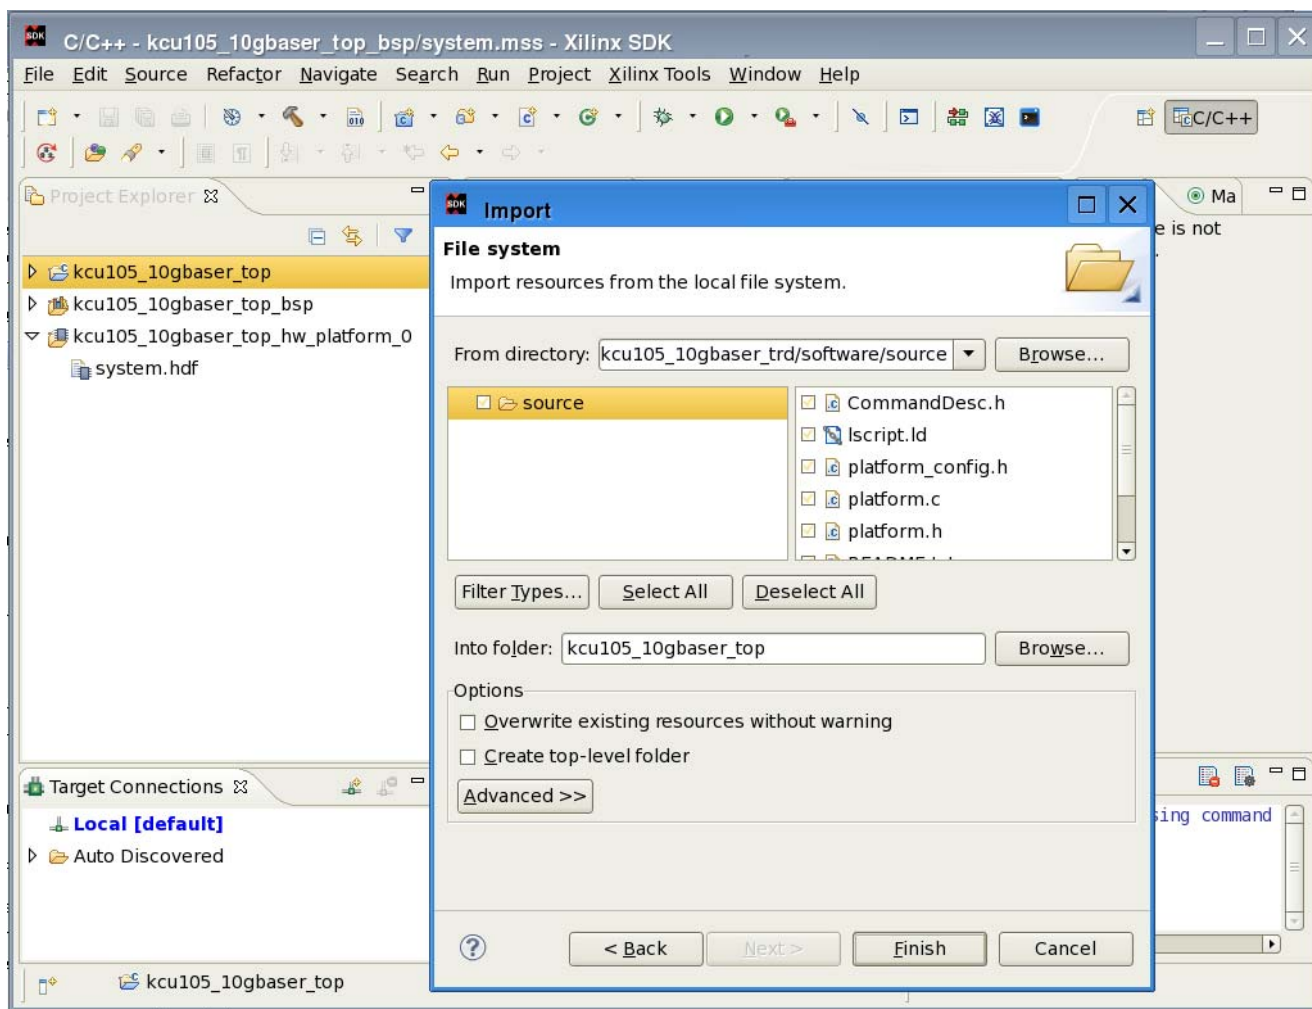 SDK C/C++ - kcu105_10gbaser_top_bsp/system.mss - Xilinx SDK
File Edit Source Refactor Navigate Search Run Project Xilinx Tools Window Help
010
C/C++
Project Explorer
Ma
kcu105_10gbaser_top
kcu105_10gbaser_top_bsp
kcu105_10gbaser_top_hw_platform_0
system.hdf
SDK Import
File system
Import resources from the local file system.
e is not
From directory: kcu105_10gbaser_trd/software/source Browse...
source
CommandDesc.h
lscript.ld
platform_config.h
platform.c
platform.h
Filter Types... Select All Deselect All
Into folder: kcu105_10gbaser_top Browse...
Options
Overwrite existing resources without warning
Create top-level folder
Advanced >>
Target Connections
Local [default]
Auto Discovered
sing command
? < Back Next > Finish Cancel
kcu105_10gbaser_top